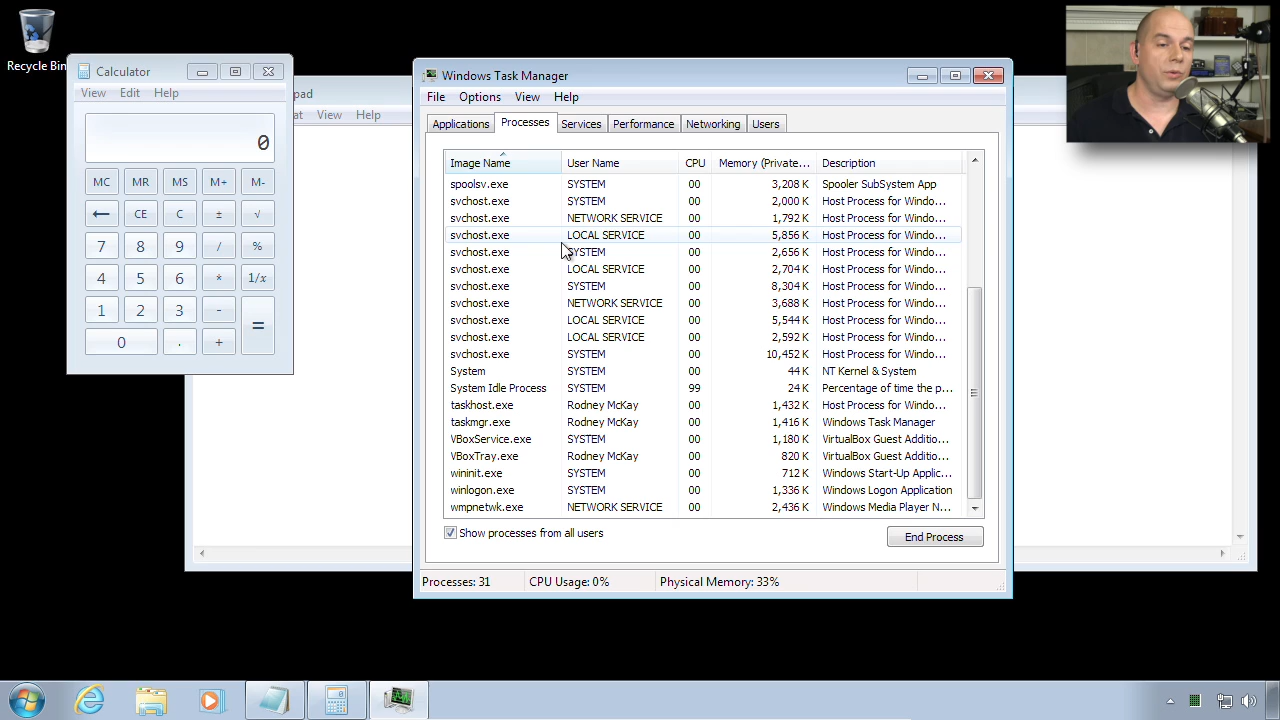 Recycle Bin
Calculator
View Edit Help
0
MC MR MS M+ M-
← CE C ± √
7 8 9 / %
4 5 6 * 1/x
1 2 3 - =
0 . +
pad
at View Help
Windows Task Manager
File Options View Help
Applications Processes Services Performance Networking Users
Image Name User Name CPU Memory (Private... Description
spoolsv.exe SYSTEM 00 3,208 K Spooler SubSystem App
svchost.exe SYSTEM 00 2,000 K Host Process for Windo...
svchost.exe NETWORK SERVICE 00 1,792 K Host Process for Windo...
svchost.exe LOCAL SERVICE 00 5,856 K Host Process for Windo...
svchost.exe SYSTEM 00 2,656 K Host Process for Windo...
svchost.exe LOCAL SERVICE 00 2,704 K Host Process for Windo...
svchost.exe SYSTEM 00 8,304 K Host Process for Windo...
svchost.exe NETWORK SERVICE 00 3,688 K Host Process for Windo...
svchost.exe LOCAL SERVICE 00 5,544 K Host Process for Windo...
svchost.exe LOCAL SERVICE 00 2,592 K Host Process for Windo...
svchost.exe SYSTEM 00 10,452 K Host Process for Windo...
System SYSTEM 00 44 K NT Kernel & System
System Idle Process SYSTEM 99 24 K Percentage of time the p...
taskhost.exe Rodney McKay 00 1,432 K Host Process for Windo...
taskmgr.exe Rodney McKay 00 1,416 K Windows Task Manager
VBoxService.exe SYSTEM 00 1,180 K VirtualBox Guest Additio...
VBoxTray.exe Rodney McKay 00 820 K VirtualBox Guest Additio...
wininit.exe SYSTEM 00 712 K Windows Start-Up Applic...
winlogon.exe SYSTEM 00 1,336 K Windows Logon Application
wmpnetwk.exe NETWORK SERVICE 00 2,436 K Windows Media Player N...
Show processes from all users
End Process
Processes: 31 CPU Usage: 0% Physical Memory: 33%